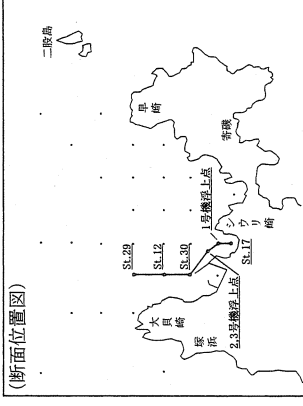 (断面位置図)
二股島
早崎
寄磯
1号機浮上点
シウリ崎
St.29
St.12
St.30
St.17
大貝崎
塚浜
2,3号機浮上点